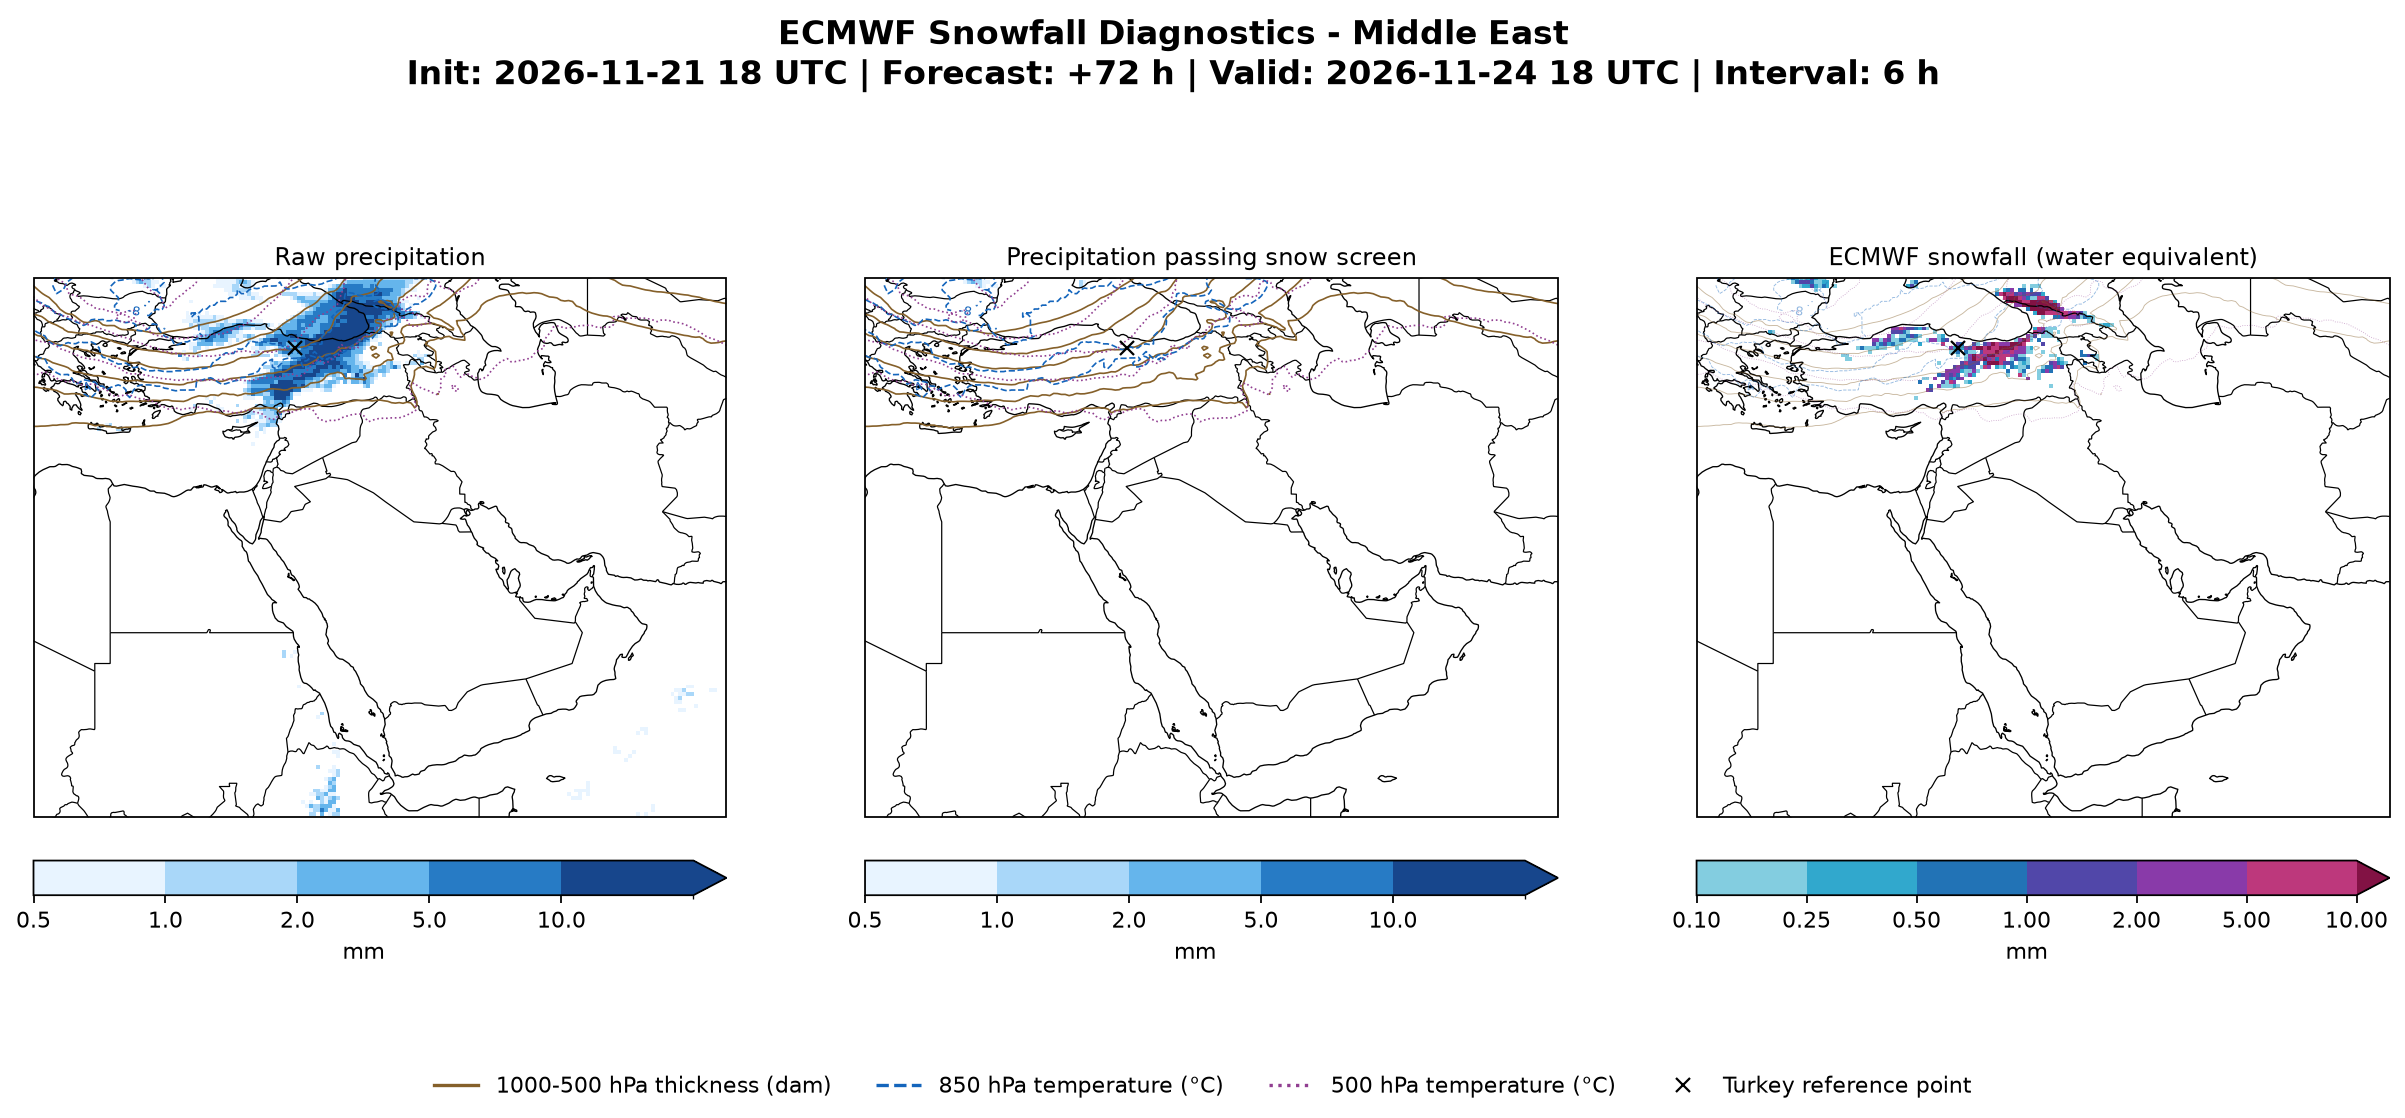 ECMWF Snowfall Diagnostics - Middle East
Init: 2026-11-21 18 UTC | Forecast: +72 h | Valid: 2026-11-24 18 UTC | Interval: 6 h
Raw precipitation
Precipitation passing snow screen
ECMWF snowfall (water equivalent)
0.5 1.0 2.0 5.0 10.0
mm
0.5 1.0 2.0 5.0 10.0
mm
0.10 0.25 0.50 1.00 2.00 5.00 10.00
mm
1000-500 hPa thickness (dam)
850 hPa temperature (°C)
500 hPa temperature (°C)
Turkey reference point